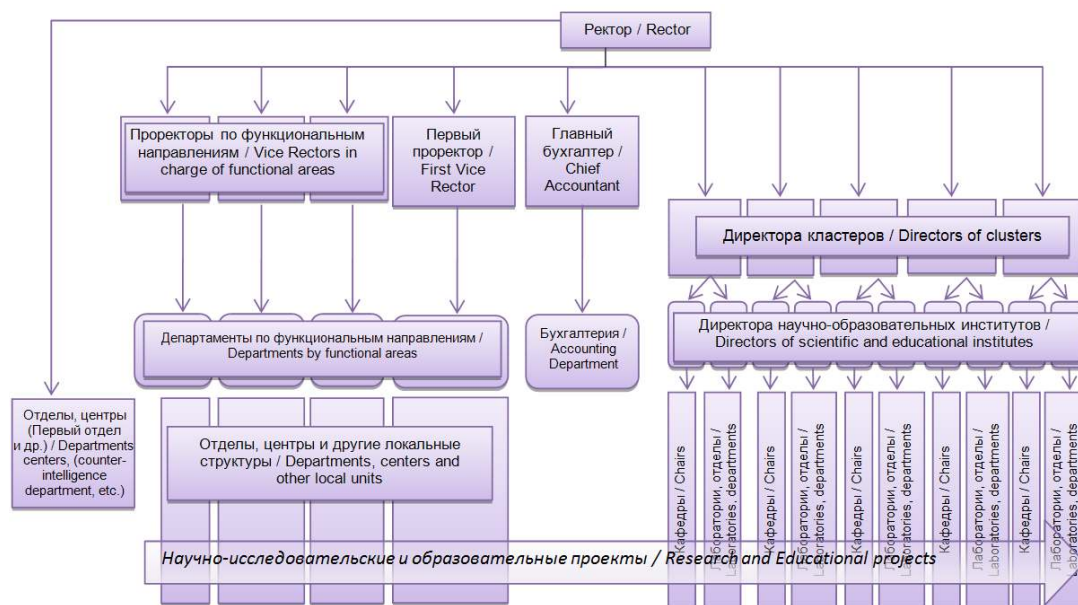 Ректор / Rector
Проректоры по функциональным
направлениям / Vice Rectors in
charge of functional areas
Первый
проректор /
First Vice
Rector
Главный
бухгалтер /
Chief
Accountant
Директора кластеров / Directors of clusters
Директора научно-образовательных институтов /
Directors of scientific and educational institutes
Департаменты по функциональным направлениям /
Departments by functional areas
Бухгалтерия /
Accounting
Department
Отделы, центры
(Первый отдел
и др.) / Departments
centers, (counter-
intelligence
department, etc.)
Отделы, центры и другие локальные
структуры / Departments, centers and
other local units
Кафедры / Chairs
Лаборатории, отделы /
Laboratories, departments
Кафедры / Chairs
Лаборатории, отделы /
Laboratories, departments
Кафедры / Chairs
Лаборатории, отделы /
Laboratories, departments
Кафедры / Chairs
Лаборатории, отделы /
Laboratories, departments
Кафедры / Chairs
Лаборатории, отделы /
Laboratories, departments
Научно-исследовательские и образовательные проекты / Research and Educational projects